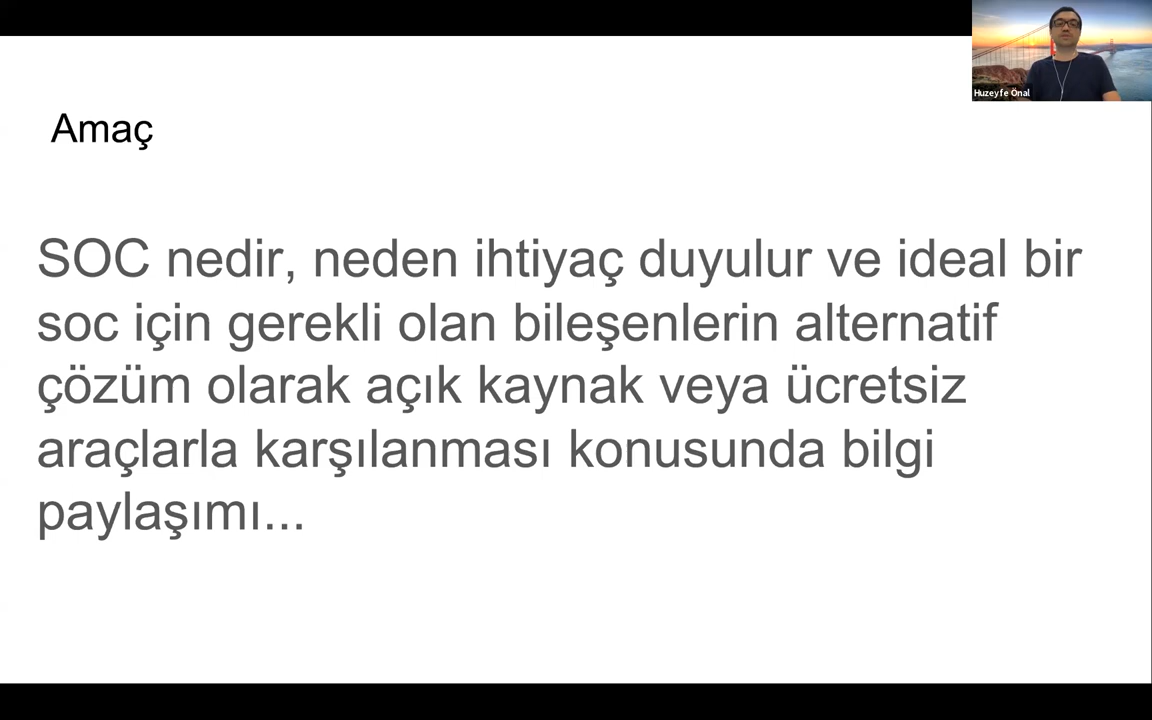 Huzeyfe Önal
Amaç
SOC nedir, neden ihtiyaç duyulur ve ideal bir
soc için gerekli olan bileşenlerin alternatif
çözüm olarak açık kaynak veya ücretsiz
araçlarla karşılanması konusunda bilgi
paylaşımı...